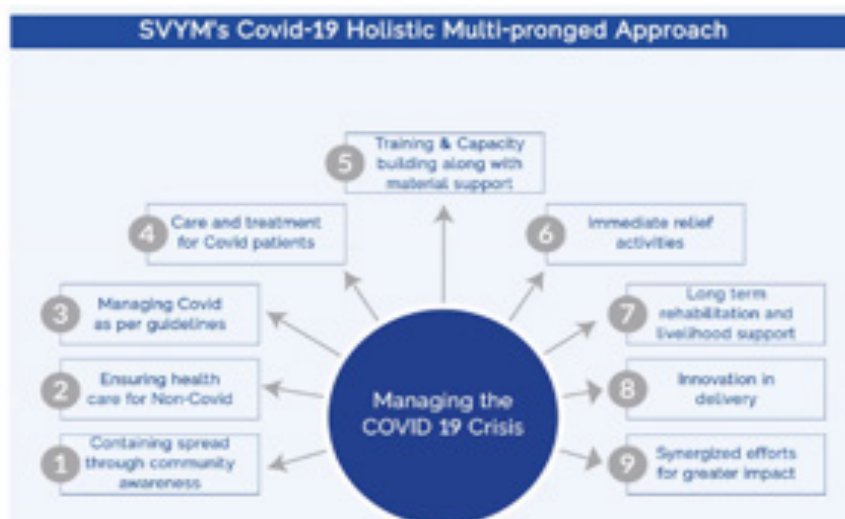 SVYM's Covid-19 Holistic Multi-pronged Approach
5
Training & Capacity
building along with
material support
4
Care and treatment
for Covid patients
6
Immediate relief
activities
3
Managing Covid
as per guidelines
7
Long term
rehabilitation and
livelihood support
2
Ensuring health
care for Non-Covid
8
Innovation in
delivery
1
Containing spread
through community
awareness
9
Synergized efforts
for greater impact
Managing the
COVID 19 Crisis